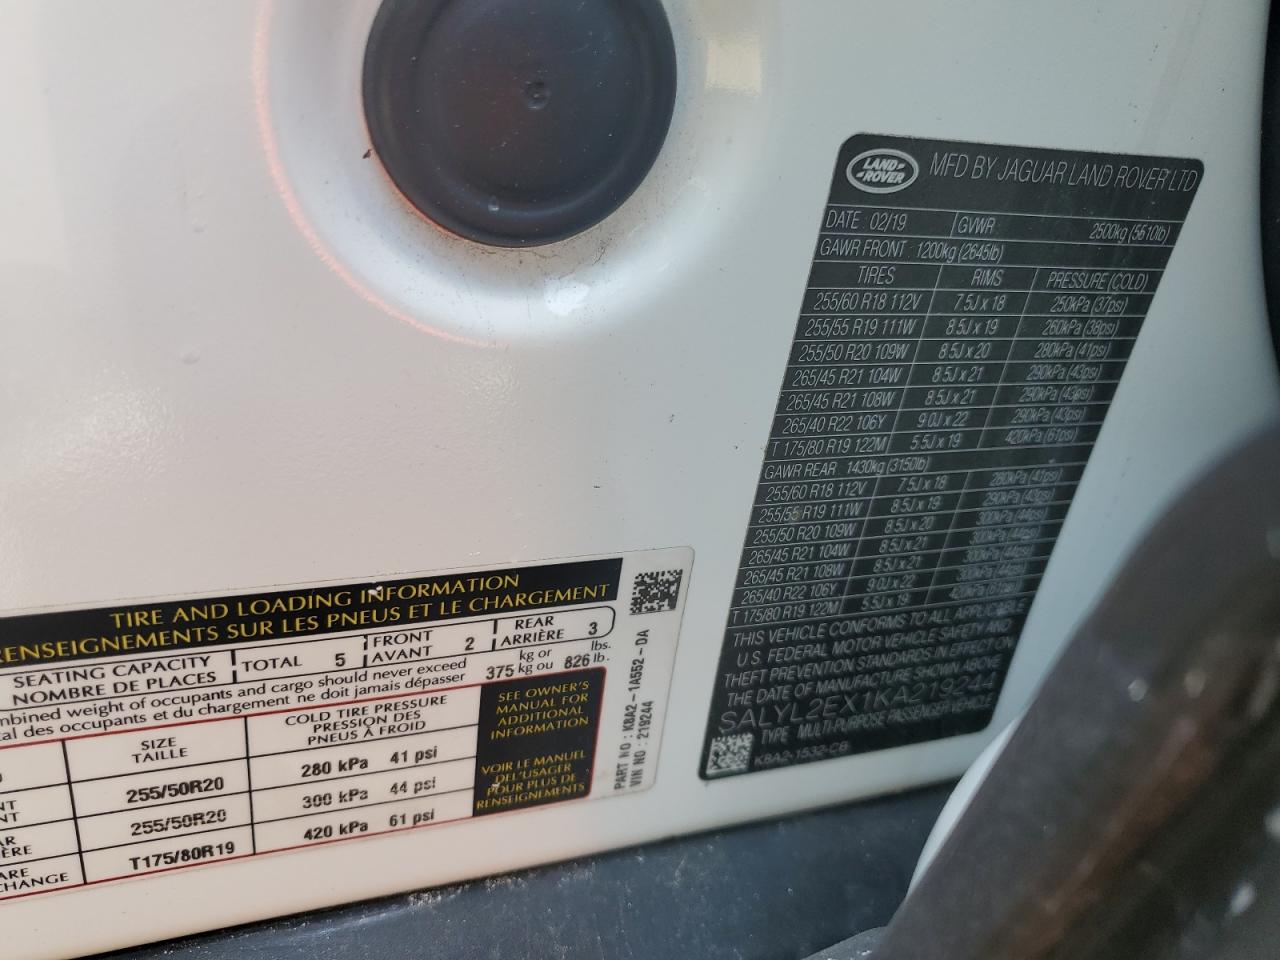 LAND-
-ROVER
MFD BY JAGUAR LAND ROVER LTD
DATE 02/19 GVWR 2500kg (5510lb)
GAWR FRONT : 1200kg (2645lb)
TIRES RIMS PRESSURE (COLD)
255/60 R18 112V 7.5J x 18 250kPa (37psi)
255/55 R19 111W 8.5J x 19 260kPa (38psi)
255/50 R20 109W 8.5J x 20 280kPa (41psi)
265/45 R21 104W 8.5J x 21 290kPa (43psi)
265/45 R21 108W 8.5J x 21 290kPa (43psi)
265/40 R22 106Y 9.0J x 22 290kPa (43psi)
T 175/80 R19 122M 5.5J x 19 420kPa (61psi)
GAWR REAR : 1430kg (3150lb)
255/60 R18 112V 7.5J x 18 280kPa (41psi)
255/55 R19 111W 8.5J x 19 290kPa (43psi)
255/50 R20 109W 8.5J x 20 300kPa (44psi)
265/45 R21 104W 8.5J x 21 300kPa (44psi)
265/45 R21 108W 8.5J x 21 300kPa (44psi)
265/40 R22 106Y 9.0J x 22 300kPa (44psi)
T 175/80 R19 122M 5.5J x 19 420kPa (61psi)
THIS VEHICLE CONFORMS TO ALL APPLICABLE
U.S. FEDERAL MOTOR VEHICLE SAFETY AND
THEFT PREVENTION STANDARDS IN EFFECT ON
THE DATE OF MANUFACTURE SHOWN ABOVE
SALYL2EX1KA219244
TYPE MULTI-PURPOSE PASSENGER VEHICLE
K8A2-1532-CB
TIRE AND LOADING INFORMATION
RENSEIGNEMENTS SUR LES PNEUS ET LE CHARGEMENT
SEATING CAPACITY
NOMBRE DE PLACES
TOTAL 5
FRONT
AVANT 2
REAR
ARRIÈRE 3
mbined weight of occupants and cargo should never exceed
tal des occupants et du chargement ne doit jamais dépasser
375 kg or
kg ou 826 lbs.
lb.
SIZE
TAILLE
COLD TIRE PRESSURE
PRESSION DES
PNEUS À FROID
NT
NT 255/50R20 280 kPa 41 psi
AR
ÈRE 255/50R20 300 kPa 44 psi
ARE
CHANGE T175/80R19 420 kPa 61 psi
SEE OWNER'S
MANUAL FOR
ADDITIONAL
INFORMATION
VOIR LE MANUEL
DEL'USAGER
POUR PLUS DE
RENSEIGNEMENTS
PART NO : K8A2-1A552-DA
VIN NO : 219244